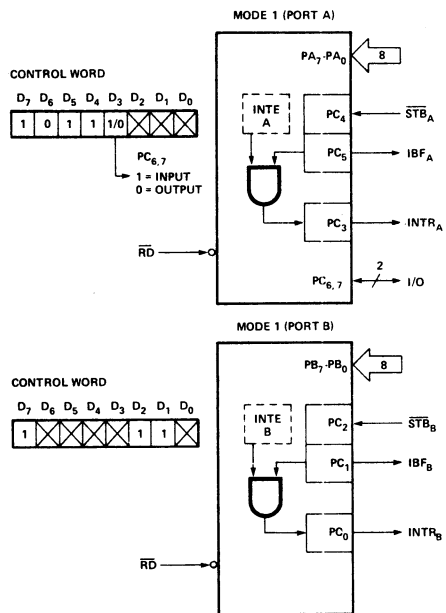 MODE 1 (PORT A)
PA7-PA0
8
CONTROL WORD
D7 D6 D5 D4 D3 D2 D1 D0
1 0 1 1 1/0
PC6,7
1 = INPUT
0 = OUTPUT
INTE
A
PC4
STBA
PC5
IBFA
PC3
INTRA
RD
PC6, 7
2
I/O
MODE 1 (PORT B)
PB7-PB0
8
CONTROL WORD
D7 D6 D5 D4 D3 D2 D1 D0
1 1 1
INTE
B
PC2
STBB
PC1
IBFB
PC0
INTRB
RD